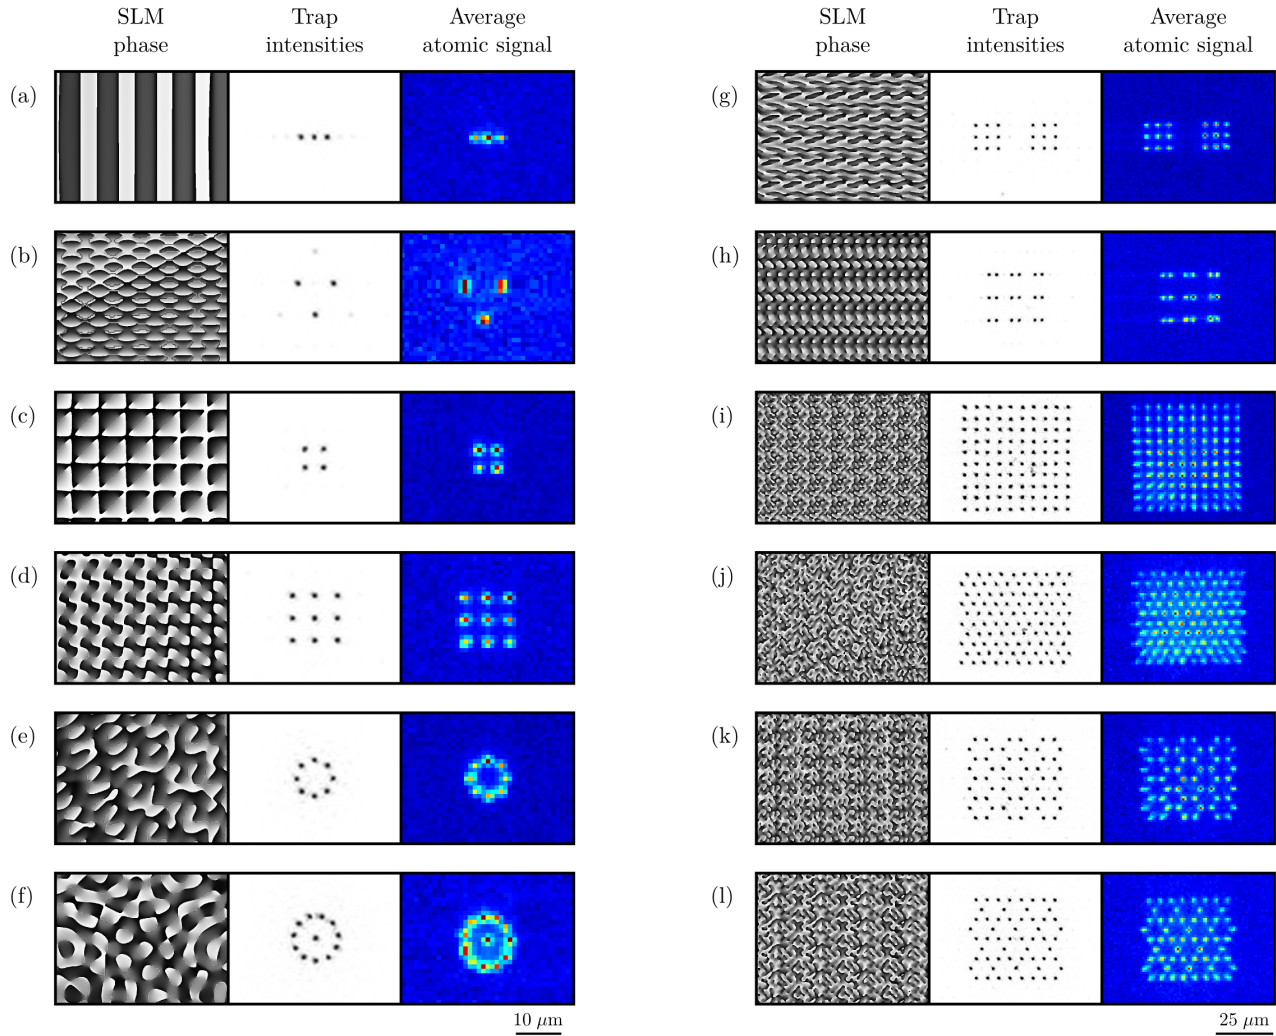 SLM
phase
Trap
intensities
Average
atomic signal
(a)
(b)
(c)
(d)
(e)
(f)
10 μm
SLM
phase
Trap
intensities
Average
atomic signal
(g)
(h)
(i)
(j)
(k)
(l)
25 μm